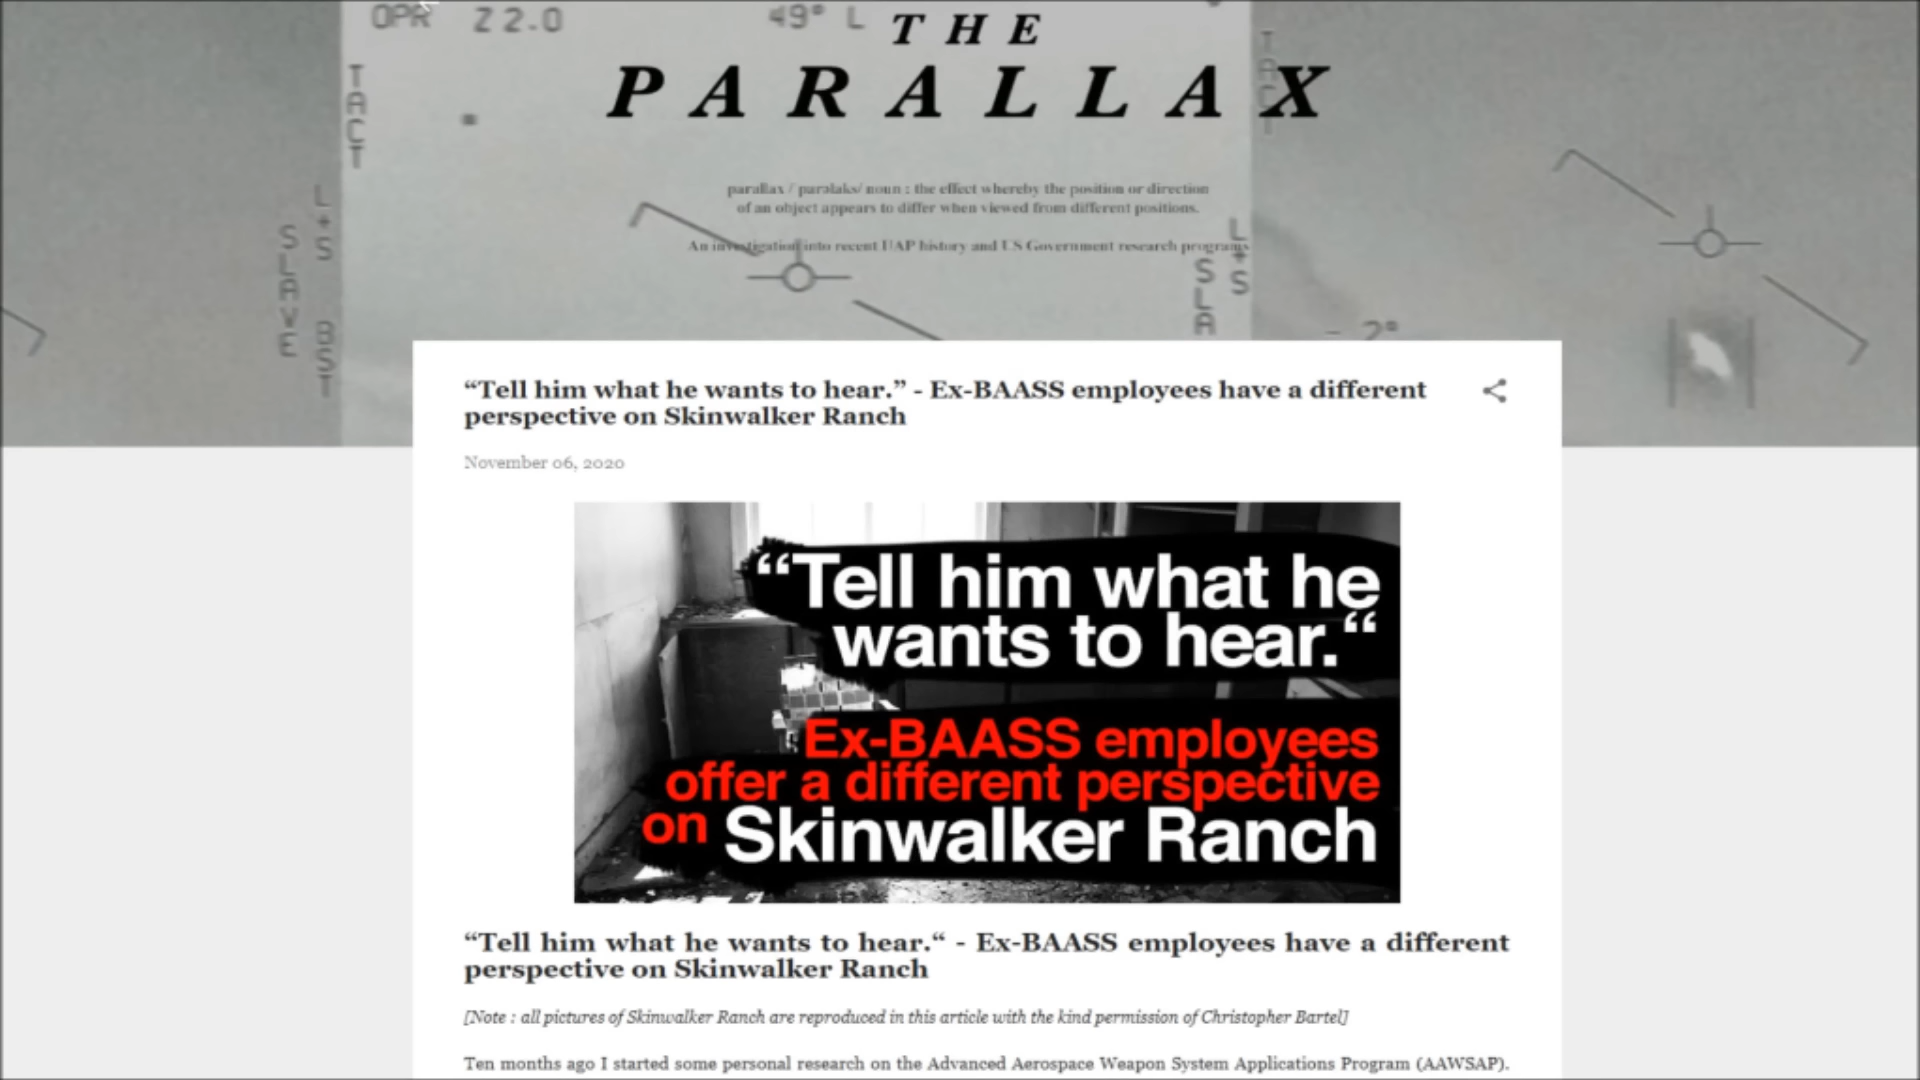 OPR Z 2.0 49° L
THE
PARALLAX
TACT
TACT
parallax / parəlaks/ noun : the effect whereby the position or direction
of an object appears to differ when viewed from different positions.
An investigation into recent UAP history and US Government research programs
L+S BST
SLAVE
L+S
SLA
- 2°
“Tell him what he wants to hear.” - Ex-BAASS employees have a different
perspective on Skinwalker Ranch
November 06, 2020
“Tell him what he
wants to hear.“
Ex-BAASS employees
offer a different perspective
on Skinwalker Ranch
“Tell him what he wants to hear.“ - Ex-BAASS employees have a different
perspective on Skinwalker Ranch
[Note : all pictures of Skinwalker Ranch are reproduced in this article with the kind permission of Christopher Bartel]
Ten months ago I started some personal research on the Advanced Aerospace Weapon System Applications Program (AAWSAP).